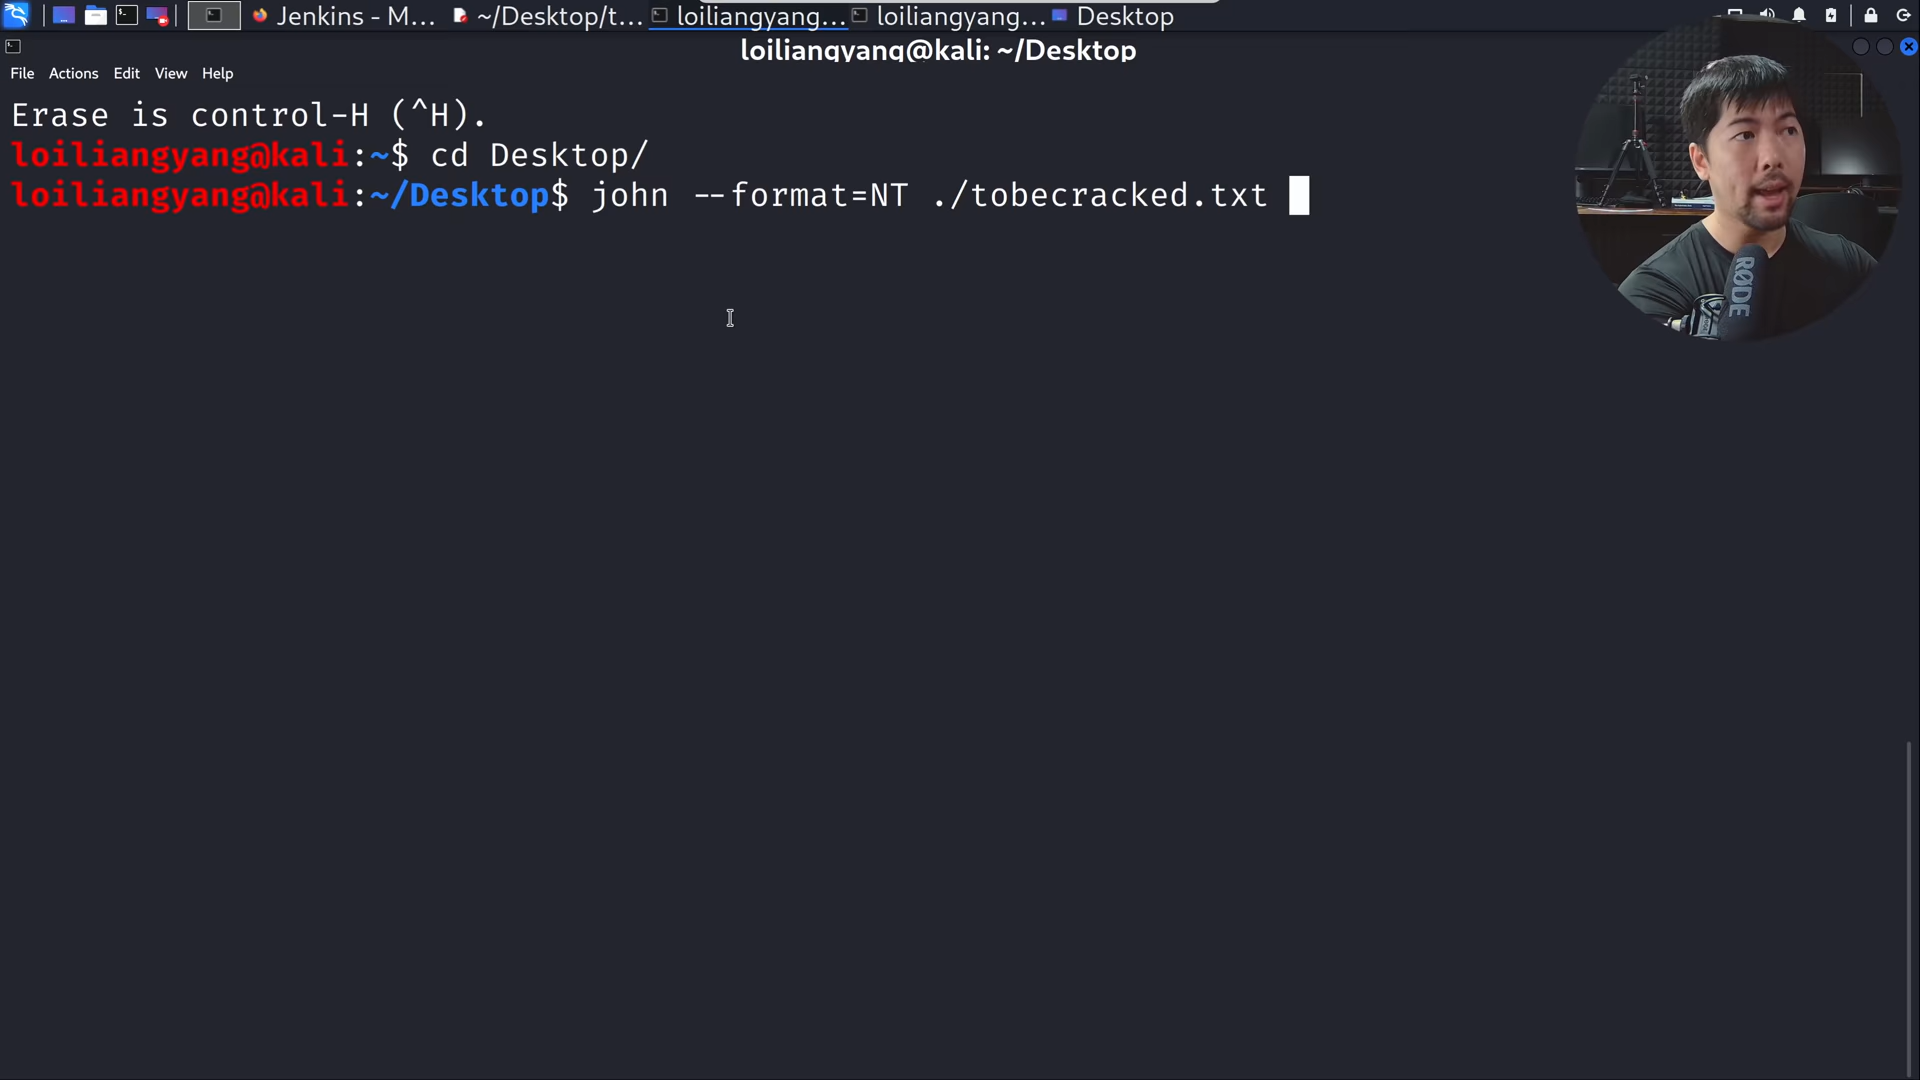 Jenkins - M... ~/Desktop/t... loiliangyang... loiliangyang... Desktop
loiliangyang@kali: ~/Desktop
File Actions Edit View Help
Erase is control-H (^H).
loiliangyang@kali:~$ cd Desktop/
loiliangyang@kali:~/Desktop$ john --format=NT ./tobecracked.txt
RØDE